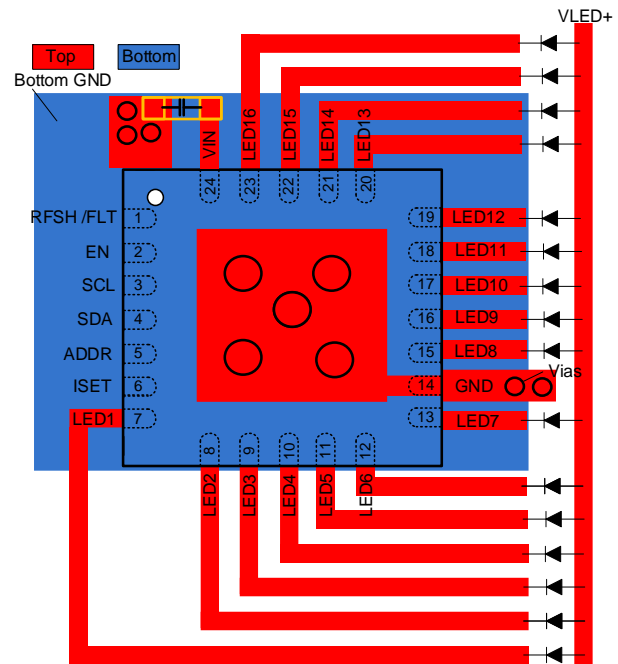 VLED+
Top
Bottom
Bottom GND
VIN
LED16
LED15
LED14
LED13
24
23
22
21
20
RFSH /FLT
1
19
LED12
EN
2
18
LED11
SCL
3
17
LED10
SDA
4
16
LED9
ADDR
5
15
LED8
Vias
ISET
6
14
GND
LED1
7
13
LED7
8
9
10
11
12
LED2
LED3
LED4
LED5
LED6